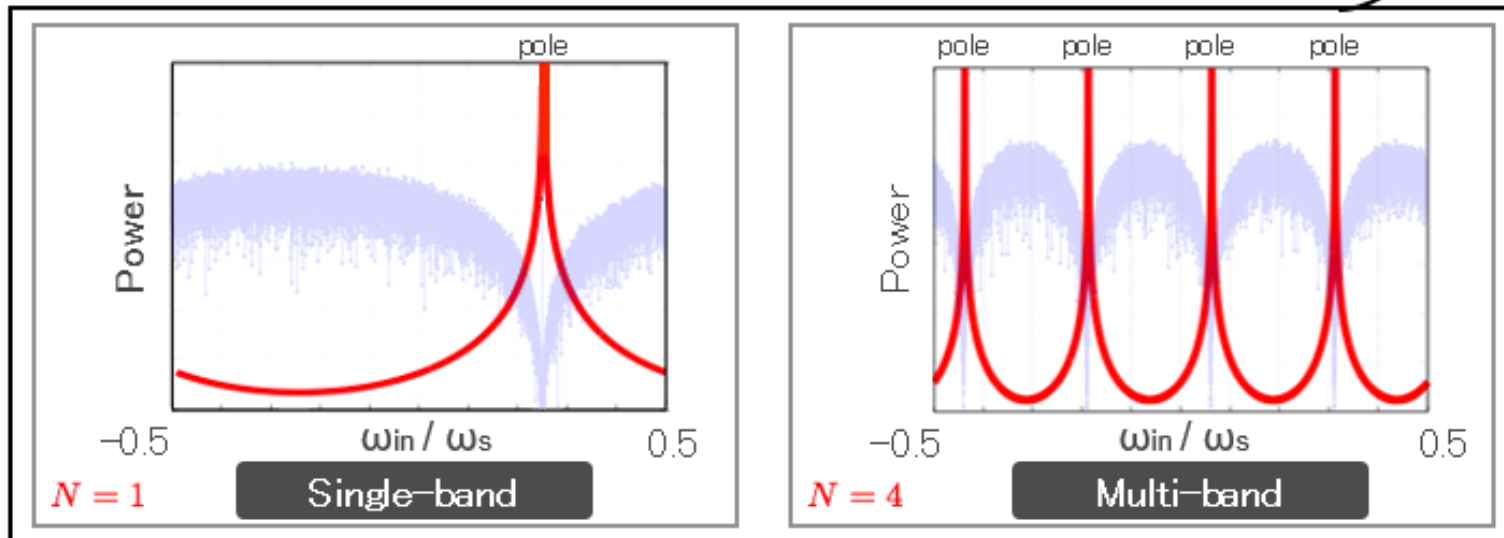 pole
Power
-0.5
ωin / ωs
0.5
N = 1
Single-band
pole pole pole pole
Power
-0.5
ωin / ωs
0.5
N = 4
Multi-band